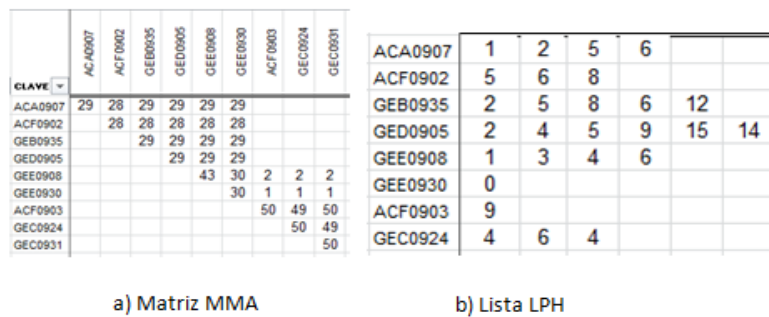 CLAVE ACA0907 ACF0902 GEB0935 GED0905 GEE0908 GEE0930 ACF0903 GEC0924 GEC0931
ACA0907 29 28 29 29 29 29
ACF0902 28 28 28 28 28
GEB0935 29 29 29 29
GED0905 29 29 29
GEE0908 43 30 2 2 2
GEE0930 30 1 1 1
ACF0903 50 49 50
GEC0924 50 49
GEC0931 50
a) Matriz MMA
ACA0907 1 2 5 6
ACF0902 5 6 8
GEB0935 2 5 8 6 12
GED0905 2 4 5 9 15 14
GEE0908 1 3 4 6
GEE0930 0
ACF0903 9
GEC0924 4 6 4
b) Lista LPH